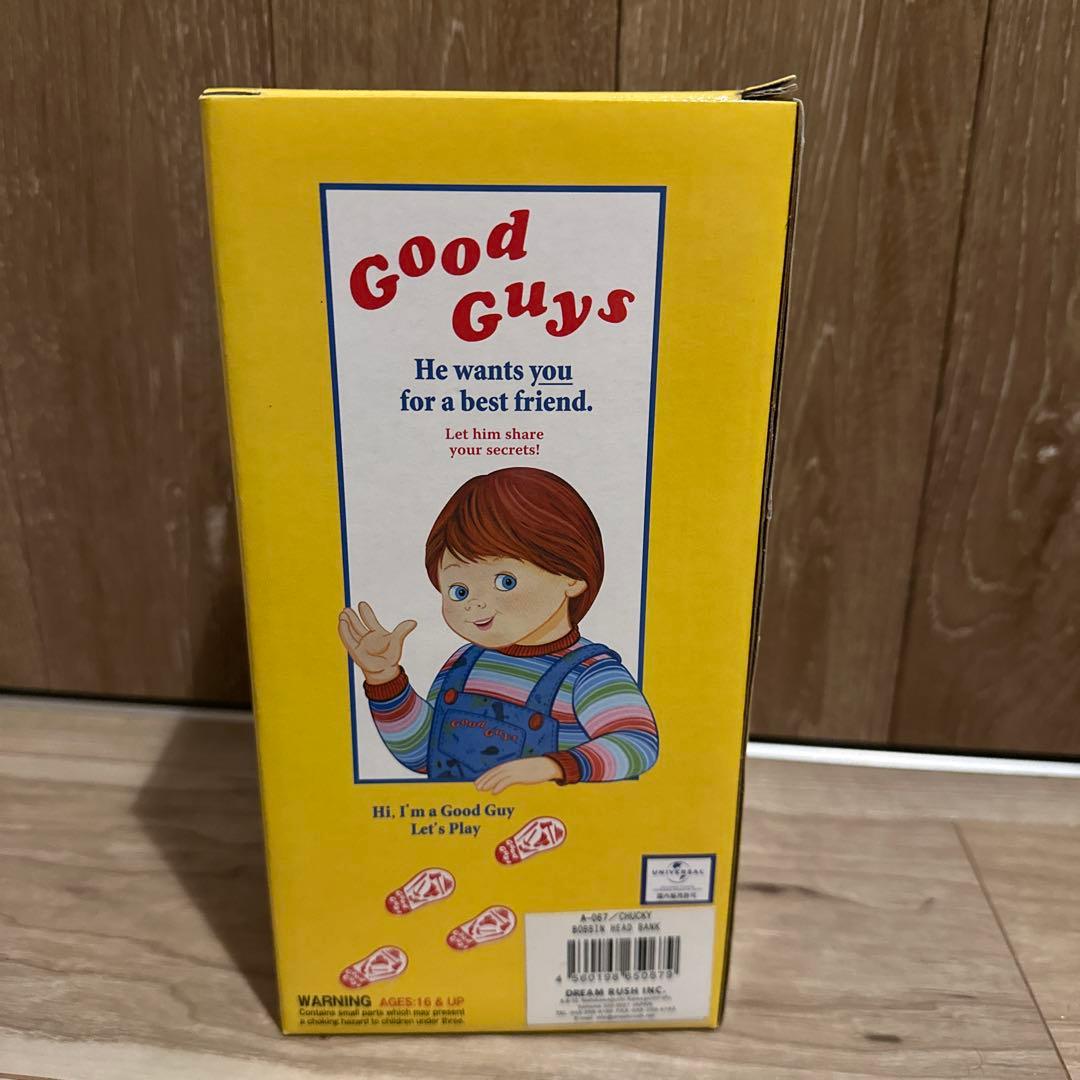 Good
Guys
He wants you
for a best friend.
Let him share
your secrets!
Good Guys
Hi, I'm a Good Guy
Let's Play
UNIVERSAL
A-067/CHUCKY
BOBBIN HEAD BANK
4 560198 650679
DREAM RUSH INC.
WARNING AGES:16 & UP
Contains small parts which may present
a choking hazard to children under three.